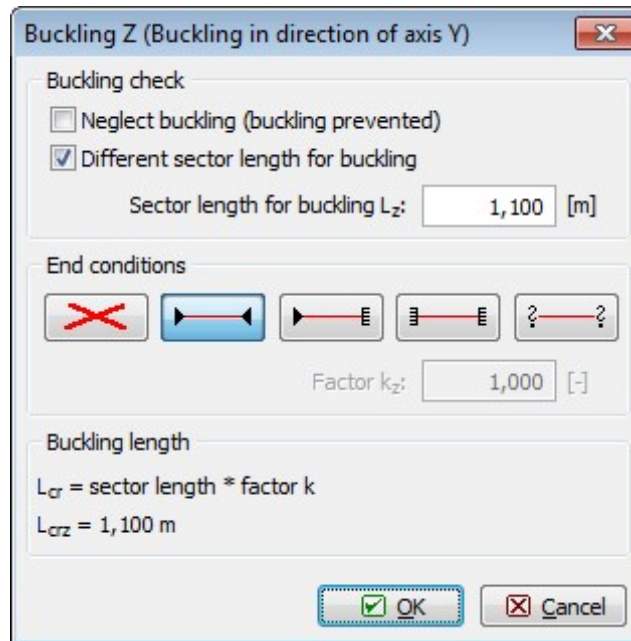 Buckling Z (Buckling in direction of axis Y)
Buckling check
Neglect buckling (buckling prevented)
Different sector length for buckling
Sector length for buckling Lz: 1,100 [m]
End conditions
? ?
Factor kz: 1,000 [-]
Buckling length
Lcr = sector length * factor k
Lcrz = 1,100 m
OK Cancel